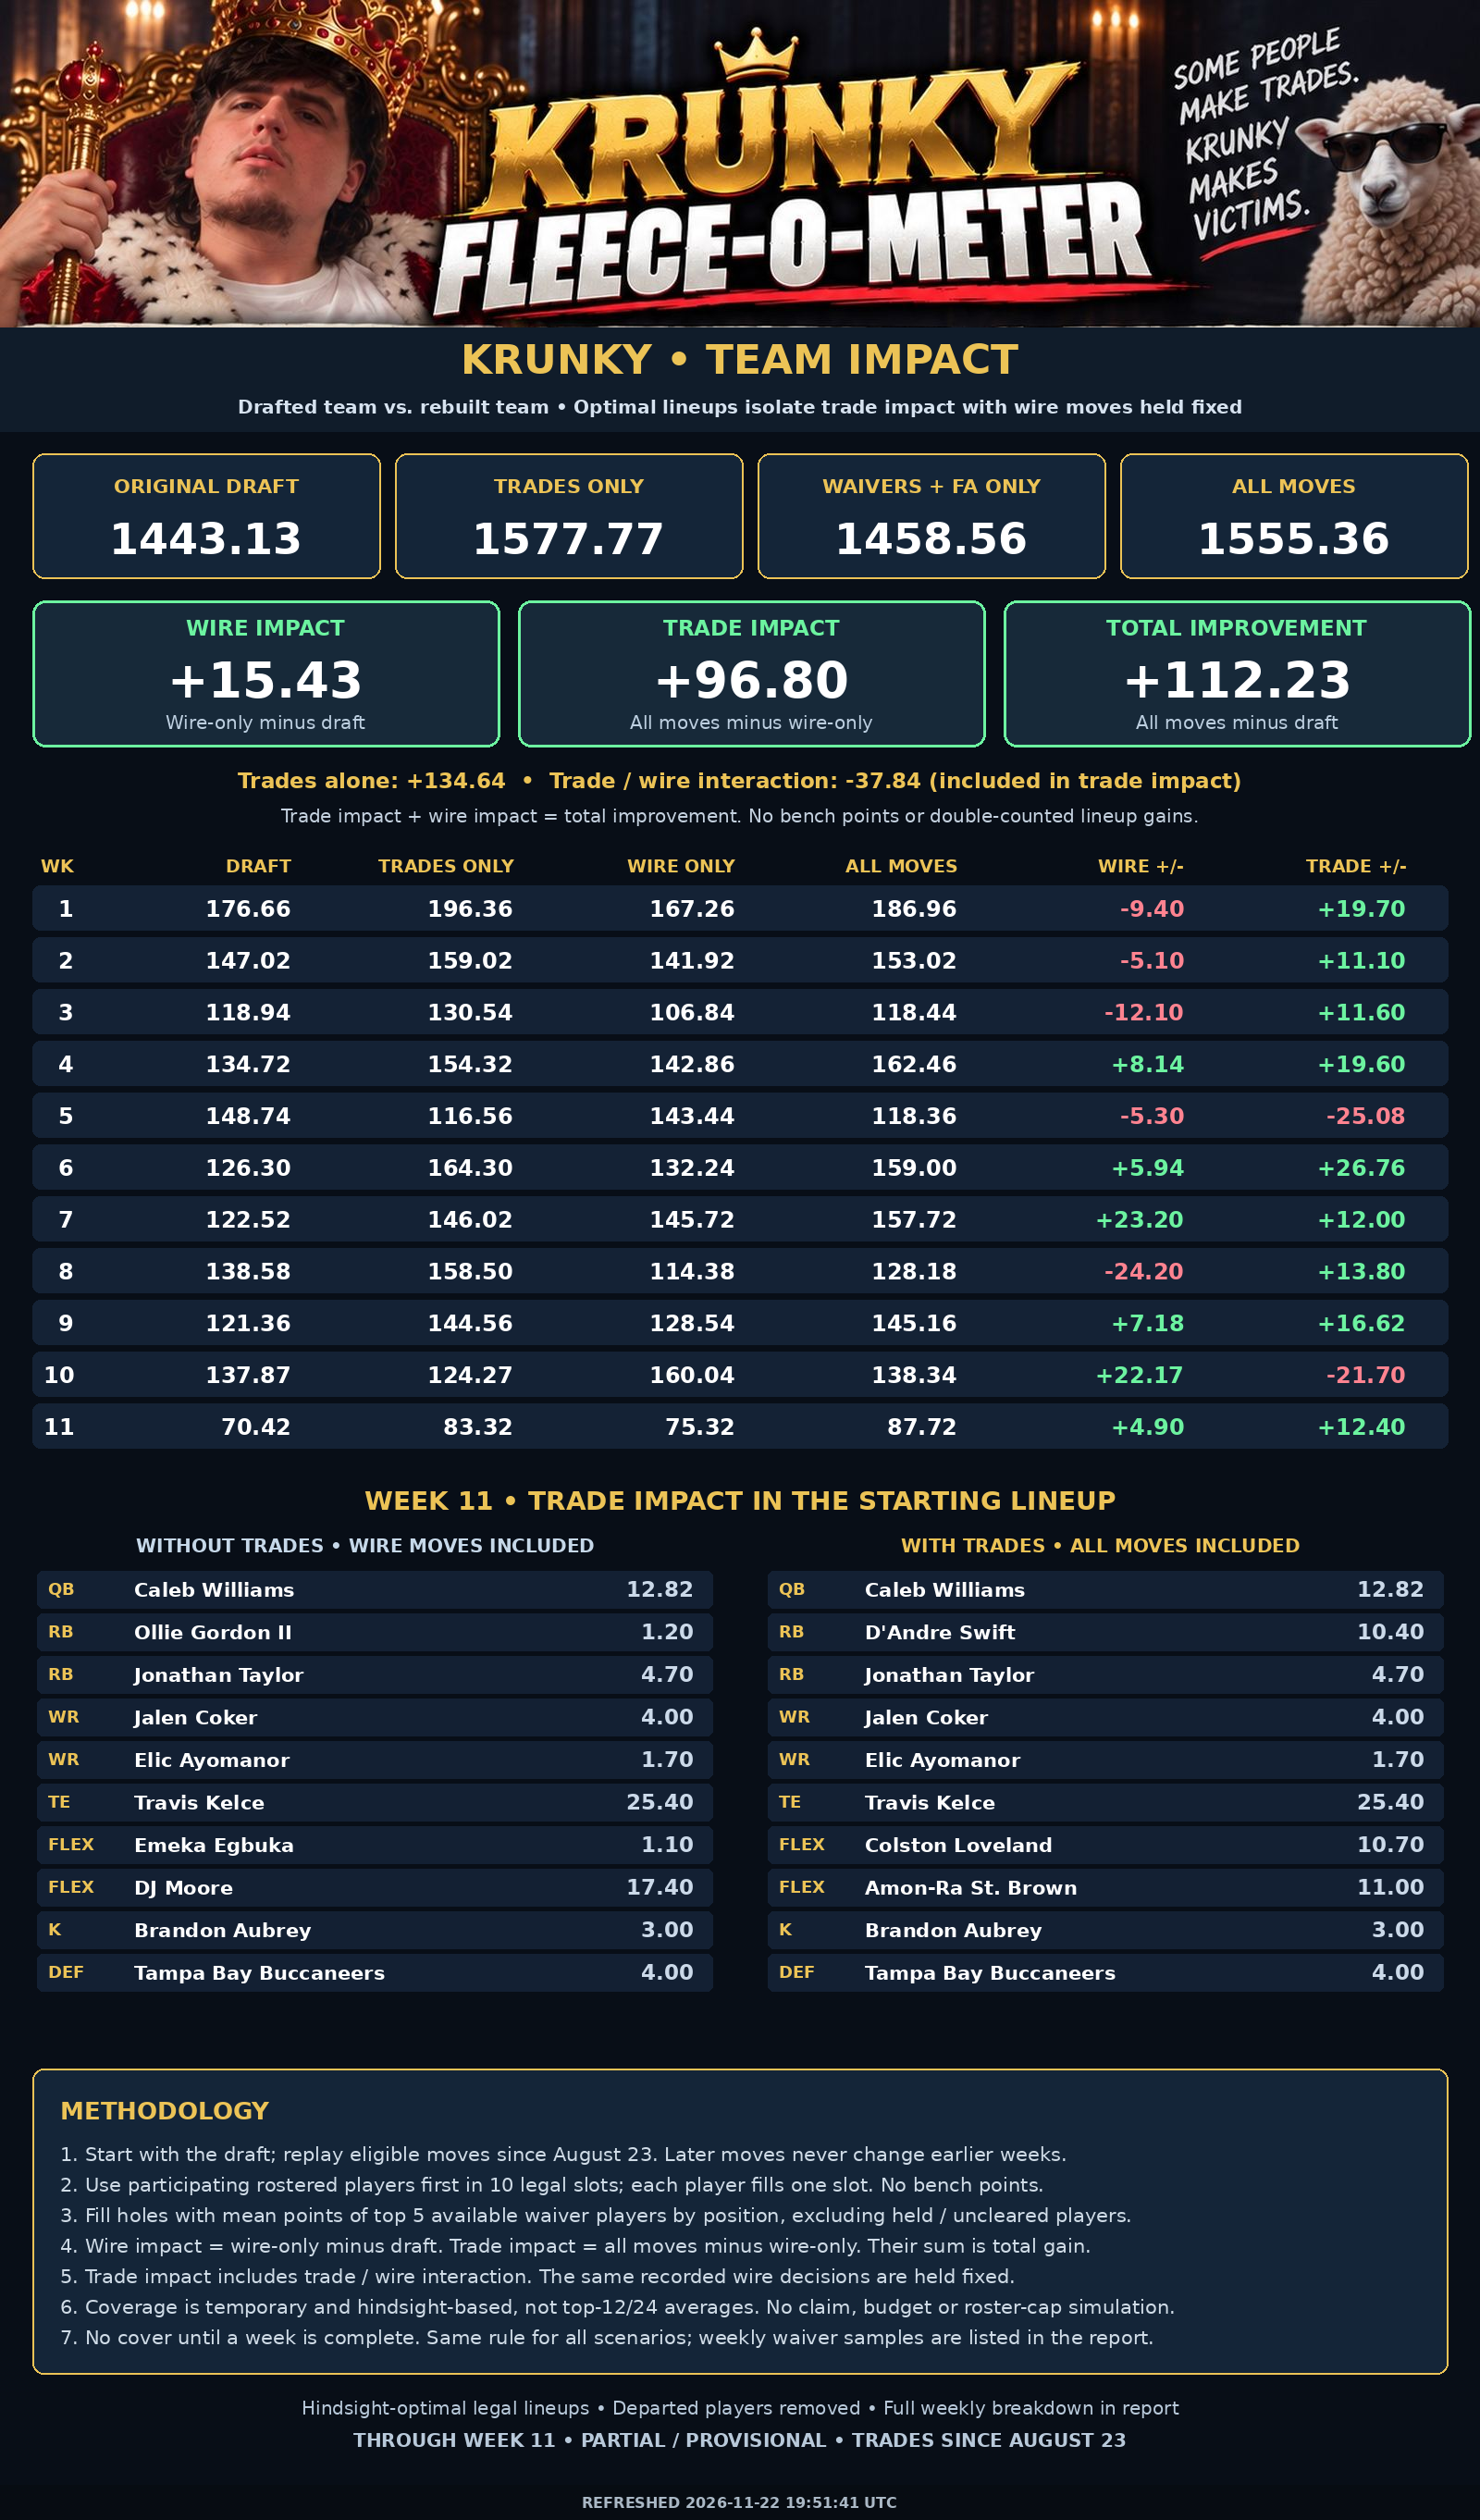 KRUNKY
FLEECE-O-METER
SOME PEOPLE
MAKE TRADES.
KRUNKY
MAKES
VICTIMS.
KRUNKY • TEAM IMPACT
Drafted team vs. rebuilt team • Optimal lineups isolate trade impact with wire moves held fixed
ORIGINAL DRAFT TRADES ONLY WAIVERS + FA ONLY ALL MOVES
1443.13 1577.77 1458.56 1555.36
WIRE IMPACT TRADE IMPACT TOTAL IMPROVEMENT
+15.43 +96.80 +112.23
Wire-only minus draft All moves minus wire-only All moves minus draft
Trades alone: +134.64 • Trade / wire interaction: -37.84 (included in trade impact)
Trade impact + wire impact = total improvement. No bench points or double-counted lineup gains.
WK DRAFT TRADES ONLY WIRE ONLY ALL MOVES WIRE +/- TRADE +/-
1 176.66 196.36 167.26 186.96 -9.40 +19.70
2 147.02 159.02 141.92 153.02 -5.10 +11.10
3 118.94 130.54 106.84 118.44 -12.10 +11.60
4 134.72 154.32 142.86 162.46 +8.14 +19.60
5 148.74 116.56 143.44 118.36 -5.30 -25.08
6 126.30 164.30 132.24 159.00 +5.94 +26.76
7 122.52 146.02 145.72 157.72 +23.20 +12.00
8 138.58 158.50 114.38 128.18 -24.20 +13.80
9 121.36 144.56 128.54 145.16 +7.18 +16.62
10 137.87 124.27 160.04 138.34 +22.17 -21.70
11 70.42 83.32 75.32 87.72 +4.90 +12.40
WEEK 11 • TRADE IMPACT IN THE STARTING LINEUP
WITHOUT TRADES • WIRE MOVES INCLUDED
QB Caleb Williams 12.82
RB Ollie Gordon II 1.20
RB Jonathan Taylor 4.70
WR Jalen Coker 4.00
WR Elic Ayomanor 1.70
TE Travis Kelce 25.40
FLEX Emeka Egbuka 1.10
FLEX DJ Moore 17.40
K Brandon Aubrey 3.00
DEF Tampa Bay Buccaneers 4.00
WITH TRADES • ALL MOVES INCLUDED
QB Caleb Williams 12.82
RB D'Andre Swift 10.40
RB Jonathan Taylor 4.70
WR Jalen Coker 4.00
WR Elic Ayomanor 1.70
TE Travis Kelce 25.40
FLEX Colston Loveland 10.70
FLEX Amon-Ra St. Brown 11.00
K Brandon Aubrey 3.00
DEF Tampa Bay Buccaneers 4.00
METHODOLOGY
1. Start with the draft; replay eligible moves since August 23. Later moves never change earlier weeks.
2. Use participating rostered players first in 10 legal slots; each player fills one slot. No bench points.
3. Fill holes with mean points of top 5 available waiver players by position, excluding held / uncleared players.
4. Wire impact = wire-only minus draft. Trade impact = all moves minus wire-only. Their sum is total gain.
5. Trade impact includes trade / wire interaction. The same recorded wire decisions are held fixed.
6. Coverage is temporary and hindsight-based, not top-12/24 averages. No claim, budget or roster-cap simulation.
7. No cover until a week is complete. Same rule for all scenarios; weekly waiver samples are listed in the report.
Hindsight-optimal legal lineups • Departed players removed • Full weekly breakdown in report
THROUGH WEEK 11 • PARTIAL / PROVISIONAL • TRADES SINCE AUGUST 23
REFRESHED 2026-11-22 19:51:41 UTC